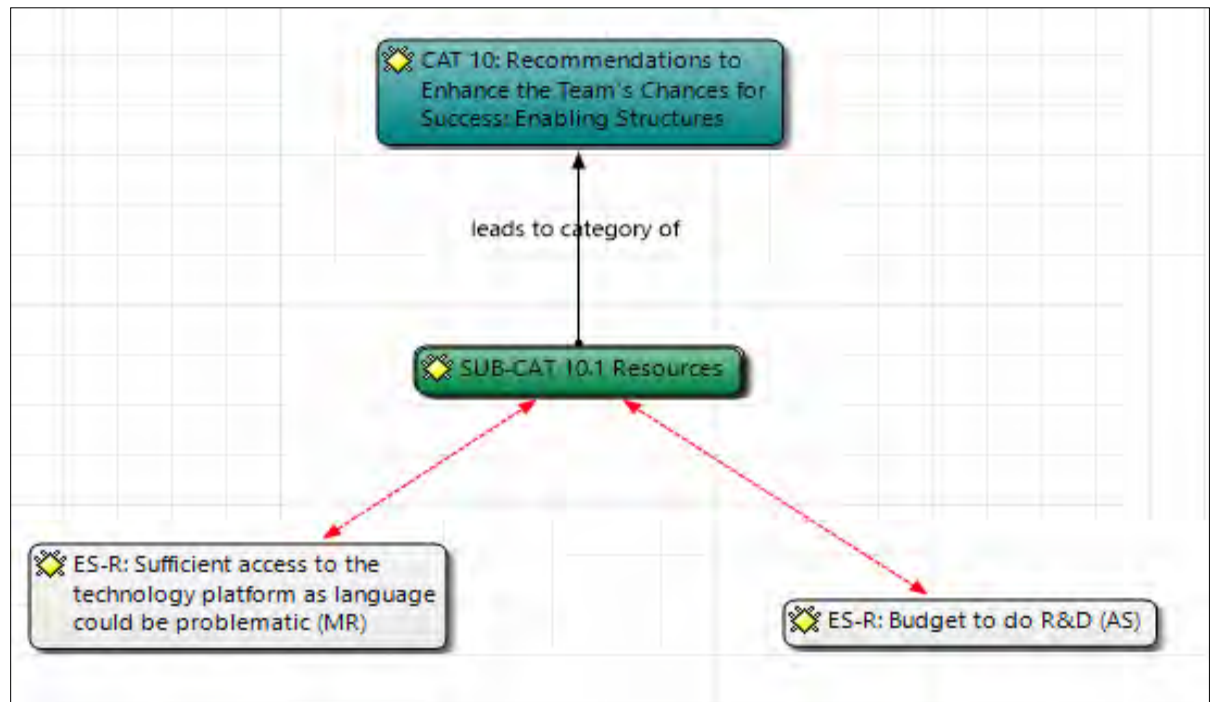 CAT 10: Recommendations to
Enhance the Team's Chances for
Success: Enabling Structures
leads to category of
SUB-CAT 10.1 Resources
ES-R: Sufficient access to the
technology platform as language
could be problematic (MR)
ES-R: Budget to do R&D (AS)